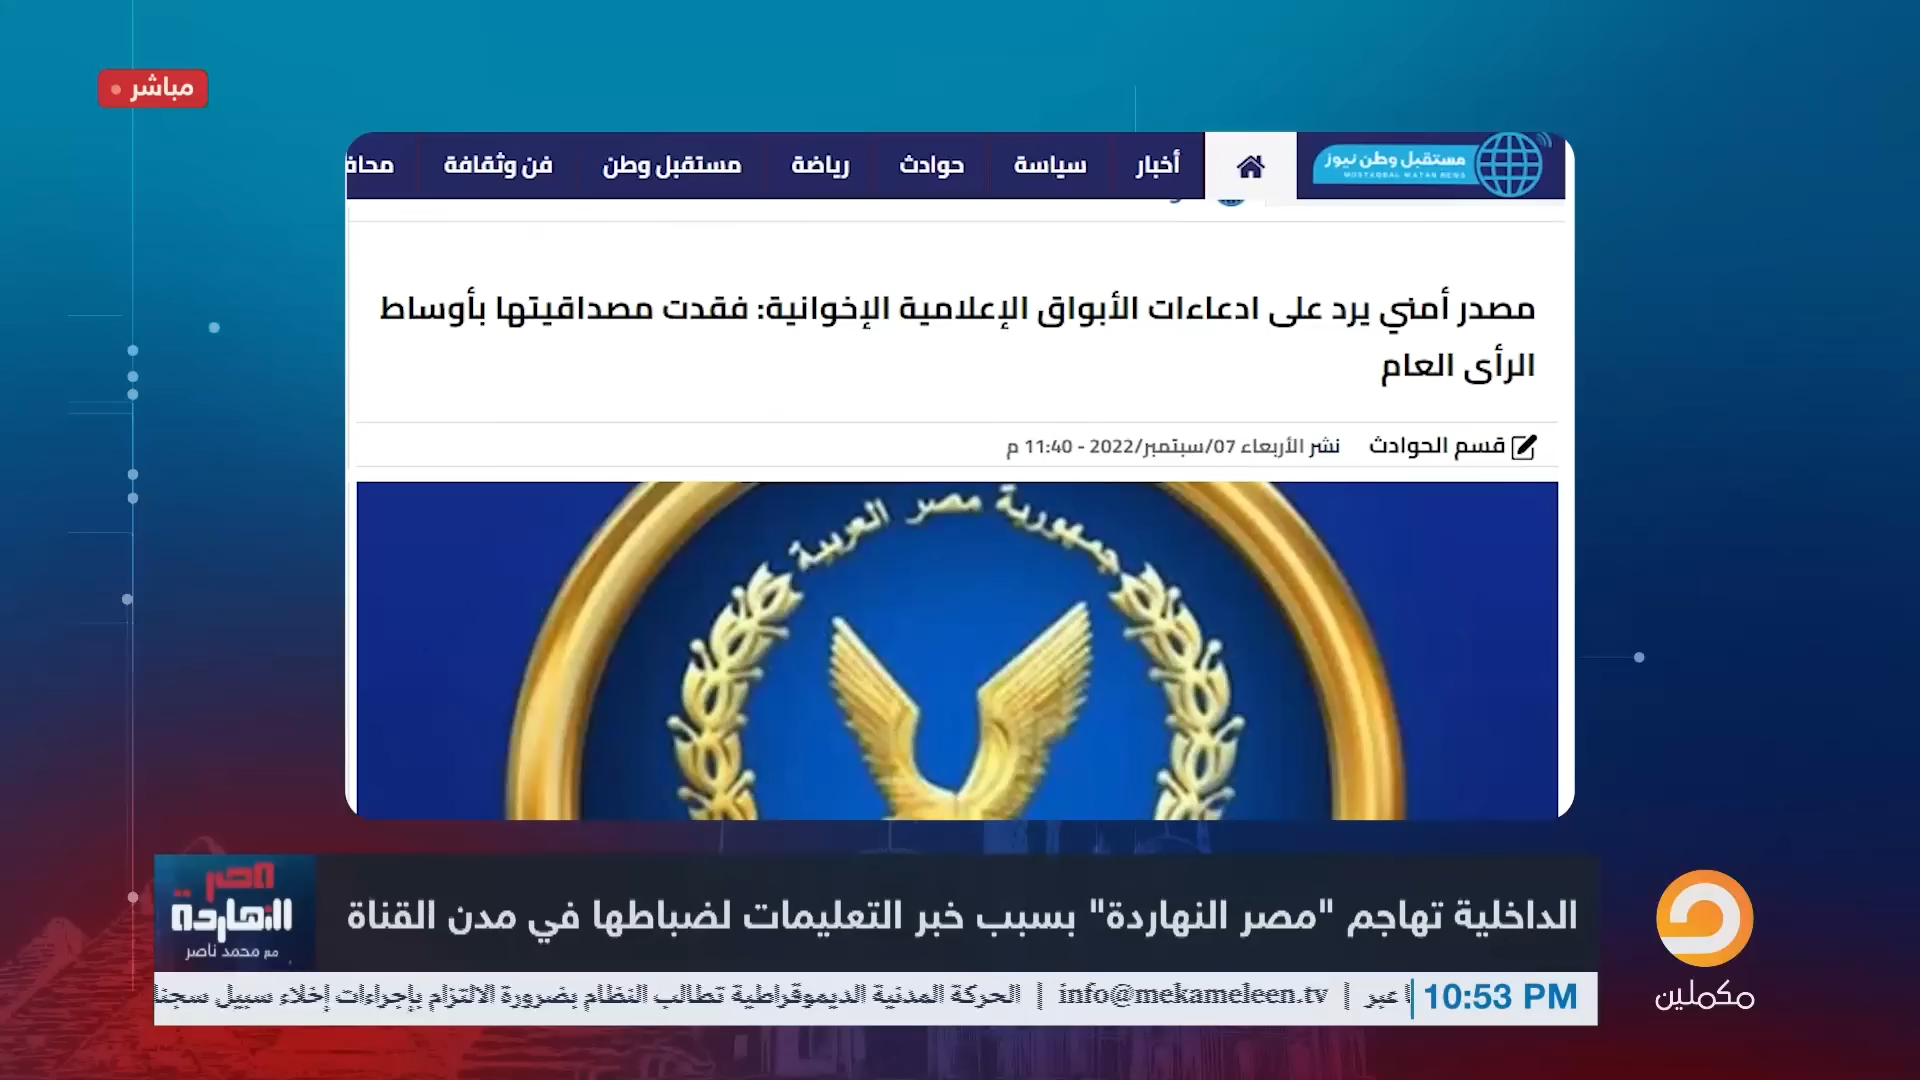 مباشر
مستقبل وطن نيوز
MOSTAQBAL WATAN NEWS
أخبار
سياسة
حوادث
رياضة
مستقبل وطن
فن وثقافة
محاف
مصدر أمني يرد على ادعاءات الأبواق الإعلامية الإخوانية: فقدت مصداقيتها بأوساط
الرأى العام
قسم الحوادث نشر الأربعاء 07/سبتمبر/2022 - 11:40 م
جمهورية مصر العربية
الداخلية تهاجم "مصر النهاردة" بسبب خبر التعليمات لضباطها في مدن القناة
مصر
النهاردة
مع محمد ناصر
10:53 PM
ا عبر | info@mekameleen.tv | الحركة المدنية الديموقراطية تطالب النظام بضرورة الالتزام بإجراءات إخلاء سبيل سجنا
مكملين